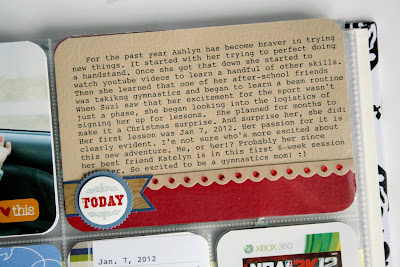 For the past year Ashlyn has become braver in trying
new things. It started with her trying to perfect doing
a handstand. Once she got that down she started to
watch youtube videos to learn a handful of other skills.
Then she learned that one of her after-school friends
was takikng gymnastics and began to learn a beam routine
When Suzi saw that her excitement for the sport wasn't
just a phase, she began looking into the logistics of
signing her up for lessons. She planned for months to
make it a Christmas surprise. And surprise her, she did!
Her first lesson was Jan 7, 2012. Her passion for it is
clearly evident. I'm not sure who's more excited about
this new adventure. Me, or her!? Probably her since
her best friend Katelyn is in this first 6-week session
So excited to be a gymnastics mom! :)
TODAY
this
Jan. 7, 2012
XBOX 360
NBA 2K12